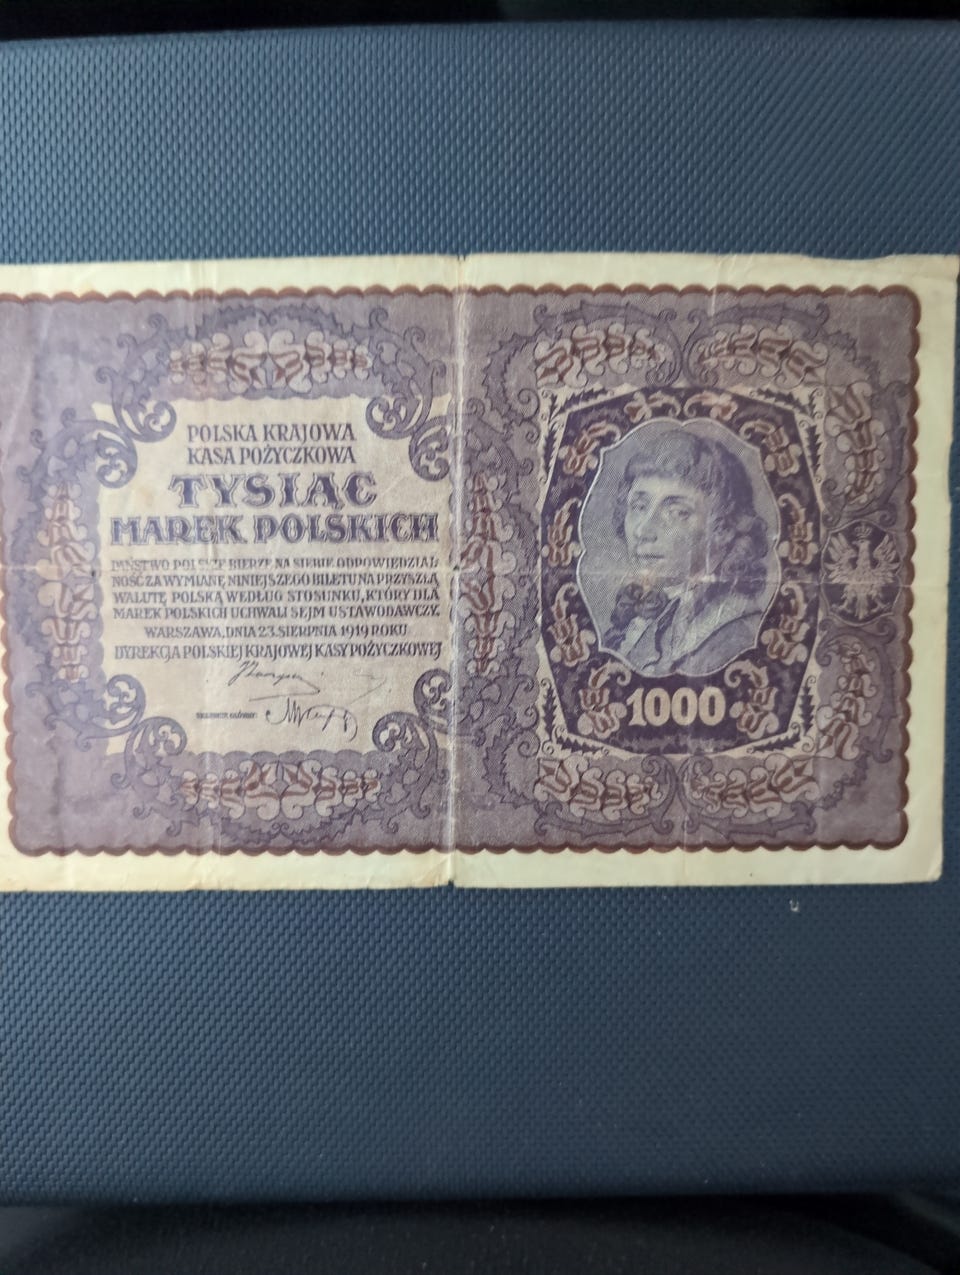 POLSKA KRAJOWA
KASA POŻYCZKOWA
TYSIĄC
MAREK POLSKICH
PAŃSTWO POLSKIE BIERZE NA SIEBIE ODPOWIEDZIAL
NOŚĆ ZA WYMIANĘ NINIEJSZEGO BILETU NA PRZYSZŁĄ
WALUTĘ POLSKĄ WEDŁUG STOSUNKU, KTÓRY DLA
MAREK POLSKICH UCHWALI SEJM USTAWODAWCZY.
WARSZAWA, DNIA 23. SIERPNIA 1919 ROKU
DYREKCJA POLSKIEJ KRAJOWEJ KASY POŻYCZKOWEJ
SKARBNIK GŁÓWNY:
1000